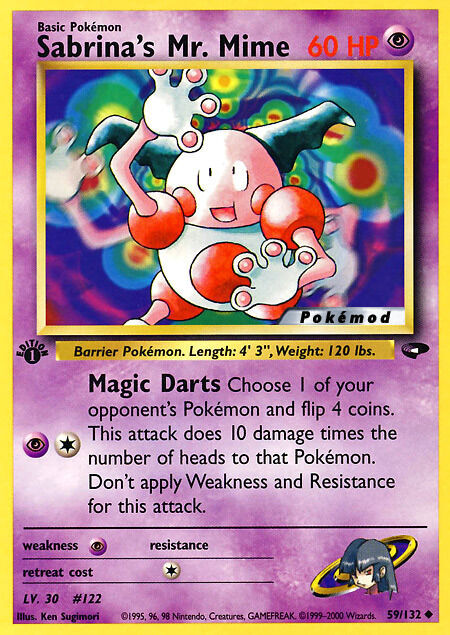 Basic Pokémon
Sabrina's Mr. Mime 60 HP
Pokémod
EDITION 1
Barrier Pokémon. Length: 4' 3", Weight: 120 lbs.
Magic Darts Choose 1 of your
opponent's Pokémon and flip 4 coins.
This attack does 10 damage times the
number of heads to that Pokémon.
Don't apply Weakness and Resistance
for this attack.
weakness resistance
retreat cost
LV. 30 #122
Illus. Ken Sugimori ©1995, 96, 98 Nintendo, Creatures, GAMEFREAK. ©1999-2000 Wizards. 59/132